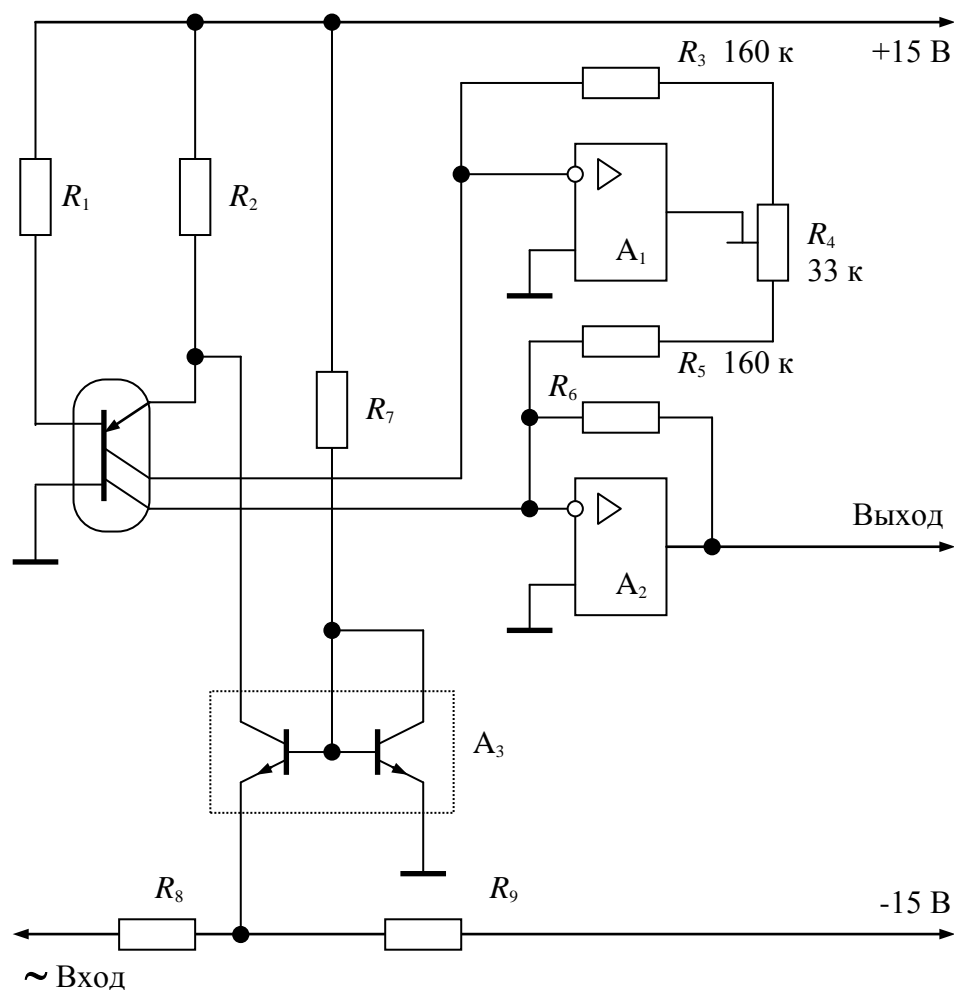 R₃ 160 к
+15 В
R₁
R₂
A₁
R₄
33 к
R₅ 160 к
R₆
R₇
Выход
A₂
A₃
R₈
R₉
-15 В
~ Вход